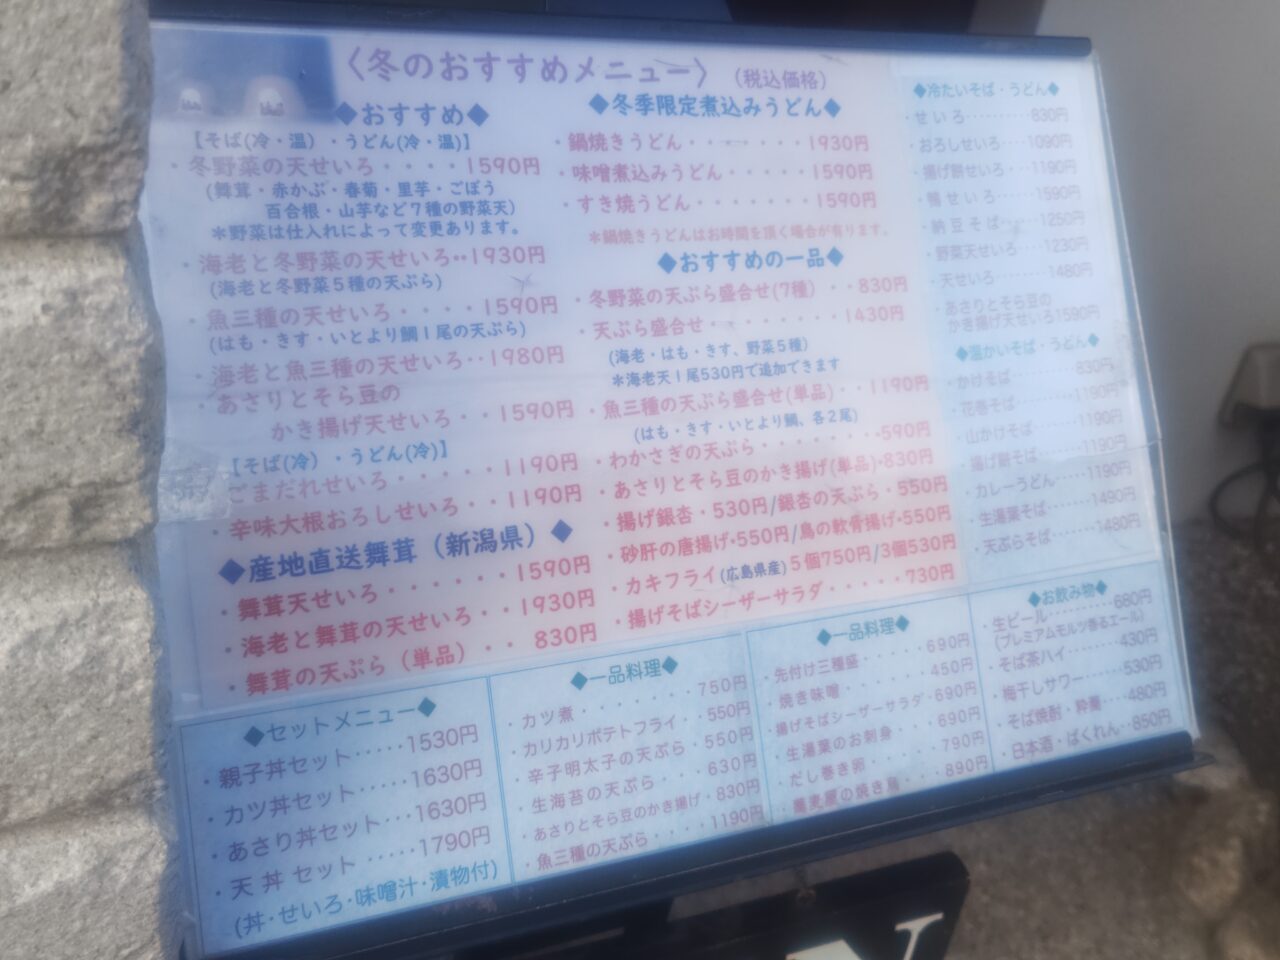 〈冬のおすすめメニュー〉(税込価格)
◆おすすめ◆
【そば(冷・温)・うどん(冷・温)】
・冬野菜の天せいろ・・・・1590円
(舞茸・赤かぶ・春菊・里芋・ごぼう
百合根・山芋など7種の野菜天)
*野菜は仕入れによって変更あります。
・海老と冬野菜の天せいろ‥1930円
(海老と冬野菜5種の天ぷら)
・魚三種の天せいろ・・・・1590円
(はも・きす・いとより鯛1尾の天ぷら)
・海老と魚三種の天せいろ‥1980円
・あさりとそら豆の
かき揚げ天せいろ・・1590円
【そば(冷)・うどん(冷)】
・ごまだれせいろ・・・・・1190円
・辛味大根おろしせいろ・・1190円
◆産地直送舞茸(新潟県)◆
・舞茸天せいろ・・・・・・1590円
・海老と舞茸の天せいろ・・1930円
・舞茸の天ぷら(単品)・・830円
◆冬季限定煮込みうどん◆
・鍋焼きうどん・・・・・・・1930円
・味噌煮込みうどん・・・・・1590円
・すき焼うどん・・・・・・1590円
*鍋焼きうどんはお時間を頂く場合が有ります。
◆おすすめの一品◆
・冬野菜の天ぷら盛合せ(7種)・・830円
・天ぷら盛合せ・・・・・・・1430円
(海老・はも・きす、野菜5種)
*海老天1尾530円で追加できます
・魚三種の天ぷら盛合せ(単品)・・1190円
(はも・きす・いとより鯛、各2尾)
・わかさぎの天ぷら・・・・・・・590円
・あさりとそら豆のかき揚げ(単品)・830円
・揚げ銀杏・530円/銀杏の天ぷら・550円
・砂肝の唐揚げ・550円/鳥の軟骨揚げ・550円
・カキフライ(広島県産)5個750円/3個530円
・揚げそばシーザーサラダ・・・・・730円
◆冷たいそば・うどん◆
・せいろ・・・・・・・・・830円
・おろしせいろ・・・・1090円
・揚げ餅せいろ・・・1190円
・鴨せいろ・・・・・・1590円
・納豆そば・・・・・1250円
・野菜天せいろ・・・・1230円
・天せいろ・・・・・・・・1480円
・あさりとそら豆の
かき揚げ天せいろ1590円
◆温かいそば・うどん◆
・かけそば・・・・・・・・・830円
・花巻そば・・・・・・・・・1190円
・山かけそば・・・・・・・1190円
・揚げ餅そば・・・・・・1190円
・カレーうどん・・・・・1190円
・生湯葉そば・・・・・・1490円
・天ぷらそば・・・・・・1480円
◆セットメニュー◆
・親子丼セット・・・・・1530円
・カツ丼セット・・・・・1630円
・あさり丼セット・・・1630円
・天丼セット・・・・・1790円
(丼・せいろ・味噌汁・漬物付)
◆一品料理◆
・カツ煮・・・・・・・750円
・カリカリポテトフライ・・550円
・辛子明太子の天ぷら・550円
・生海苔の天ぷら・・・・630円
・あさりとそら豆のかき揚げ・830円
・魚三種の天ぷら・・・・1190円
◆一品料理◆
・先付け三種盛・・・・・690円
・焼き味噌・・・・・・・450円
・揚げそばシーザーサラダ・690円
・生湯葉のお刺身・・・690円
・だし巻き卵・・・・・・790円
・蕎麦屋の焼き鳥・・・890円
◆お飲み物◆
・生ビール・・・・・・・・・680円
(プレミアムモルツ香るエール)
・そば茶ハイ・・・・・・430円
・梅干しサワー・・・・・530円
・そば焼酎・粋蕎・・・480円
・日本酒・ばくれん・・850円